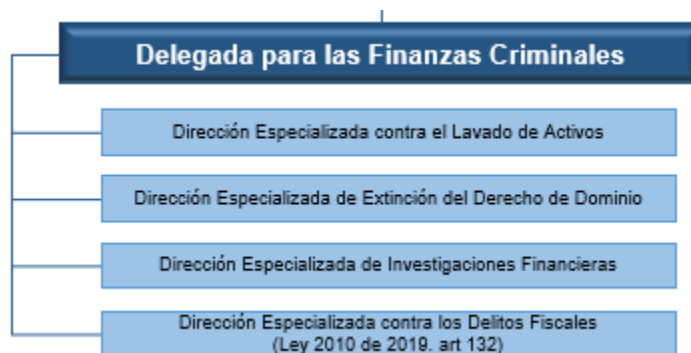 Delegada para las Finanzas Criminales
Dirección Especializada contra el Lavado de Activos
Dirección Especializada de Extinción del Derecho de Dominio
Dirección Especializada de Investigaciones Financieras
Dirección Especializada contra los Delitos Fiscales
(Ley 2010 de 2019. art 132)